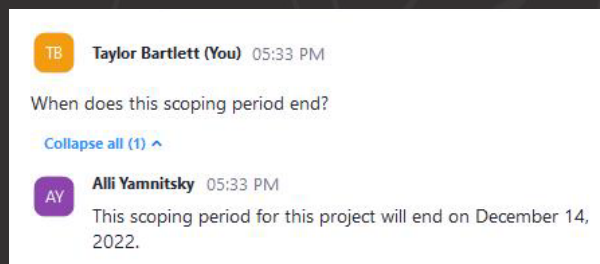 TB
Taylor Bartlett (You) 05:33 PM
When does this scoping period end?
Collapse all (1)
AY
Alli Yamnitsky 05:33 PM
This scoping period for this project will end on December 14,
2022.